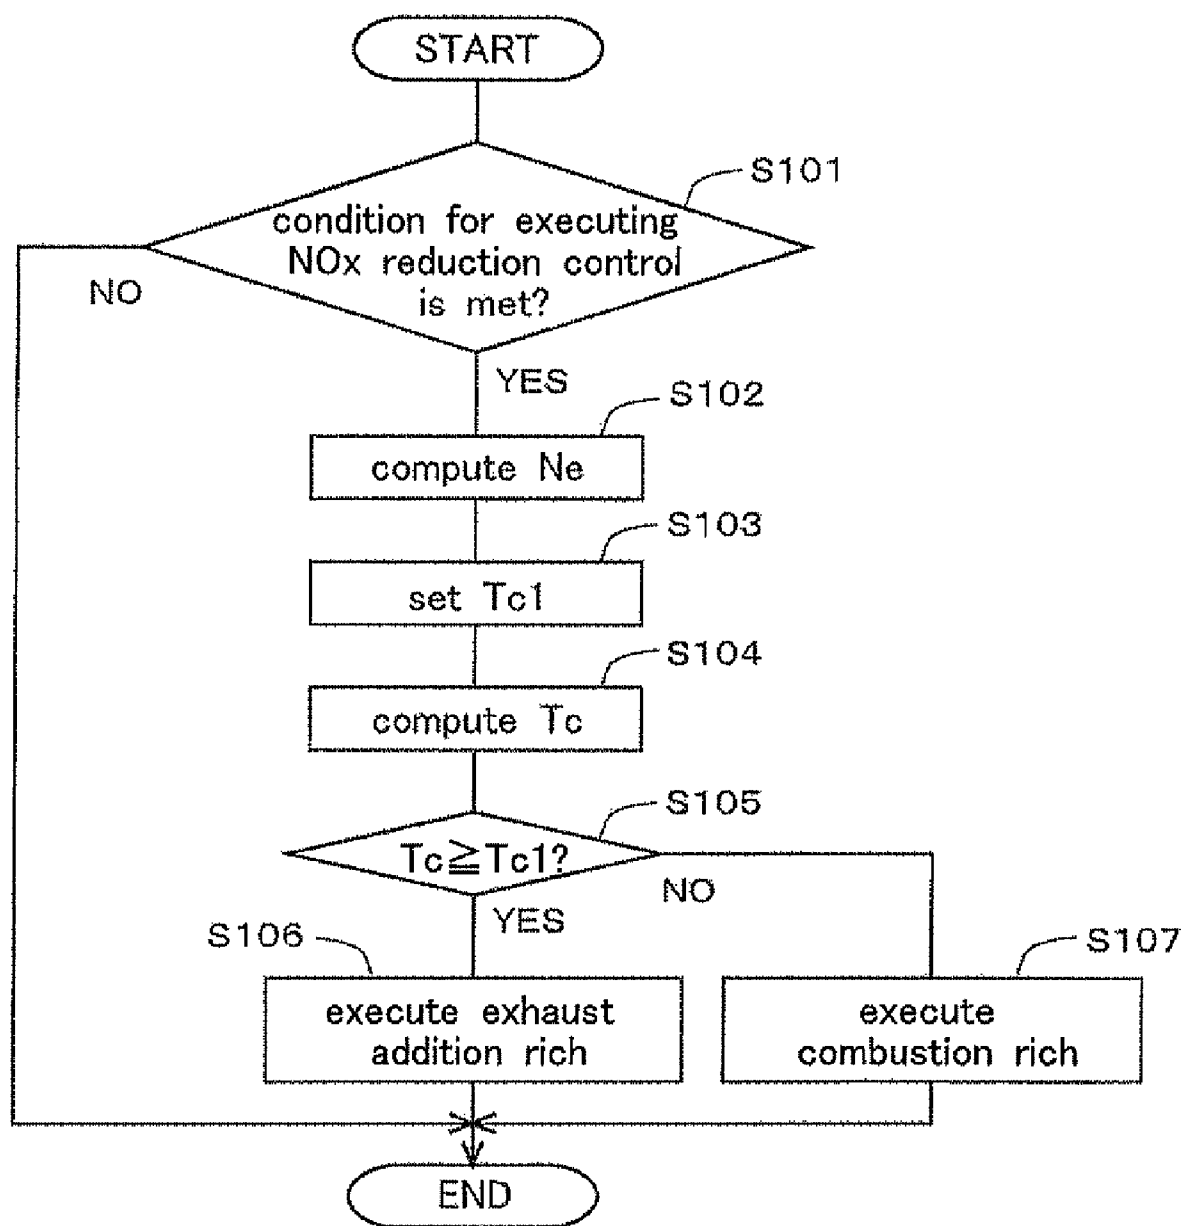 START
S101
condition for executing
NOx reduction control
is met?
NO
YES
S102
compute Ne
S103
set Tc1
S104
compute Tc
S105
Tc≧Tc1?
NO
YES
S106
S107
execute exhaust
addition rich
execute
combustion rich
END